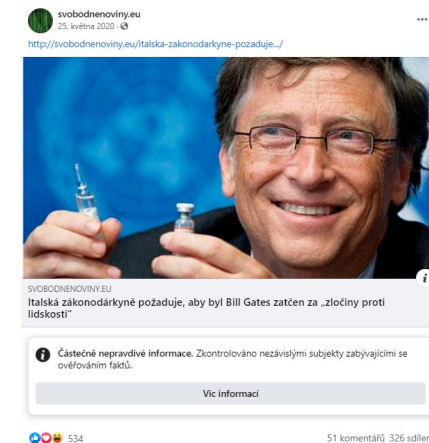 svobodnenoviny.eu
25. května 2020 ·
http://svobodnenoviny.eu/italska-zakonodarkyne-pozaduje.../
SVOBODNENOVINY.EU
Italská zákonodárkyně požaduje, aby byl Bill Gates zatčen za „zločiny proti
lidskosti“
Částečně nepravdivé informace. Zkontrolováno nezávislými subjekty zabývajícími se
ověřováním faktů.
Víc informací
534
51 komentářů 326 sdílen